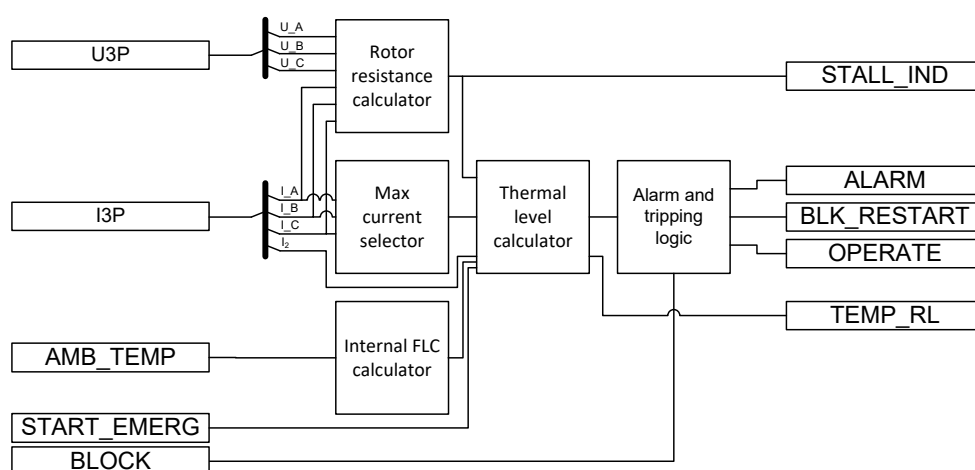 U3P
U_A
U_B
U_C
Rotor
resistance
calculator
STALL_IND
I3P
I_A
I_B
I_C
I₂
Max
current
selector
Thermal
level
calculator
Alarm and
tripping
logic
ALARM
BLK_RESTART
OPERATE
TEMP_RL
AMB_TEMP
Internal FLC
calculator
START_EMERG
BLOCK